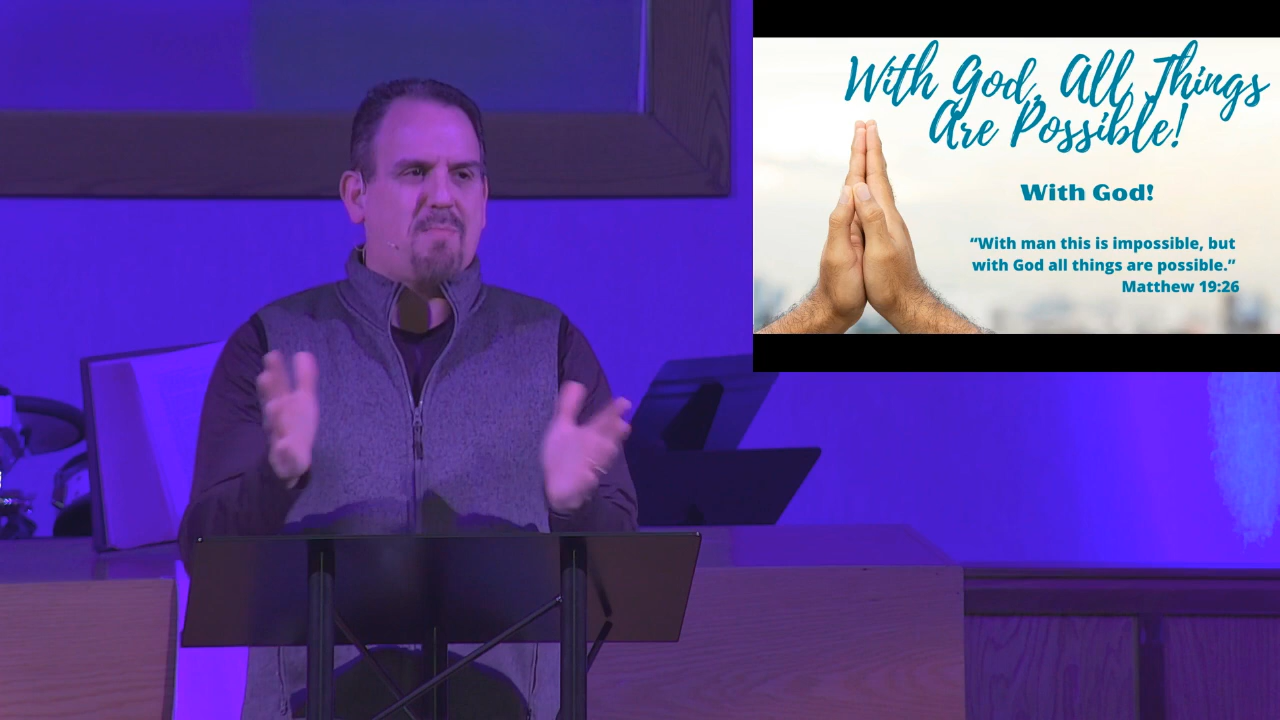 With God, All Things
Are Possible!
With God!
“With man this is impossible, but
with God all things are possible.”
Matthew 19:26